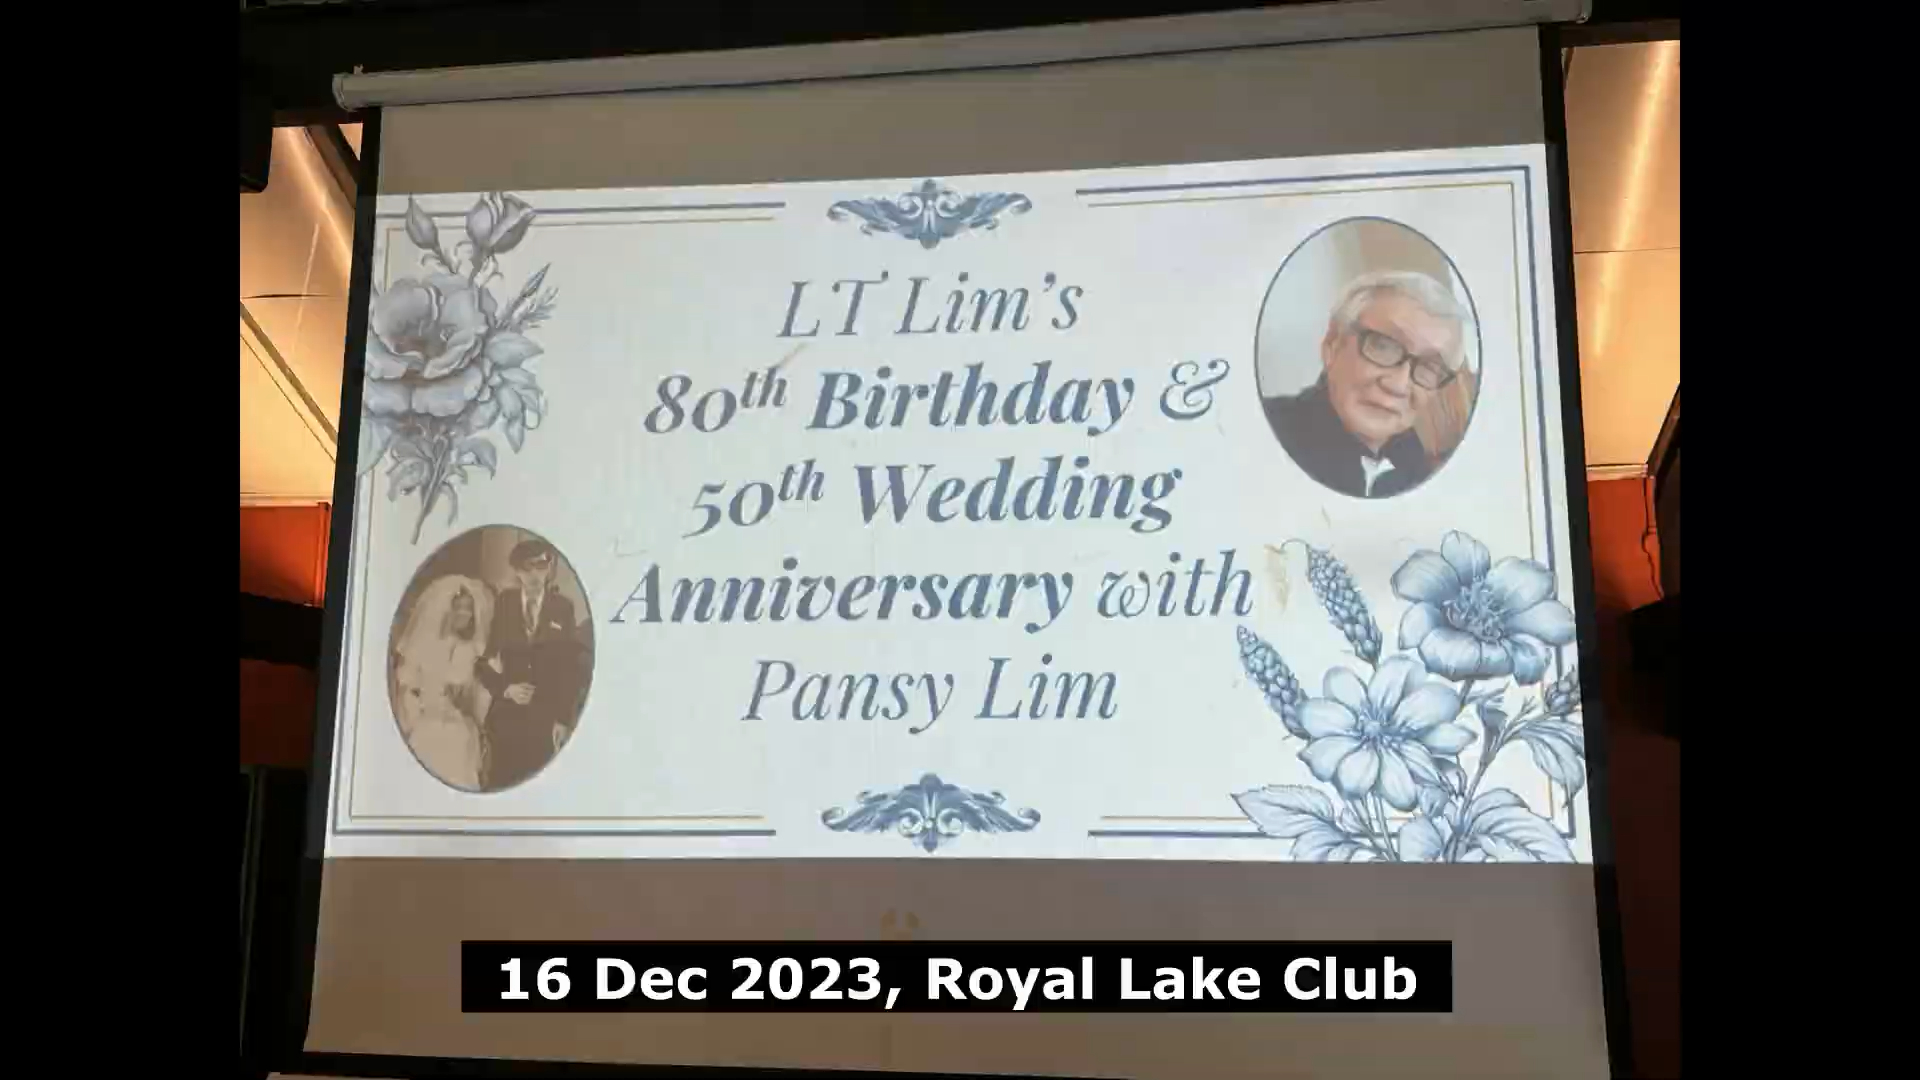 LT Lim's
80th Birthday &
50th Wedding
Anniversary with
Pansy Lim
16 Dec 2023, Royal Lake Club